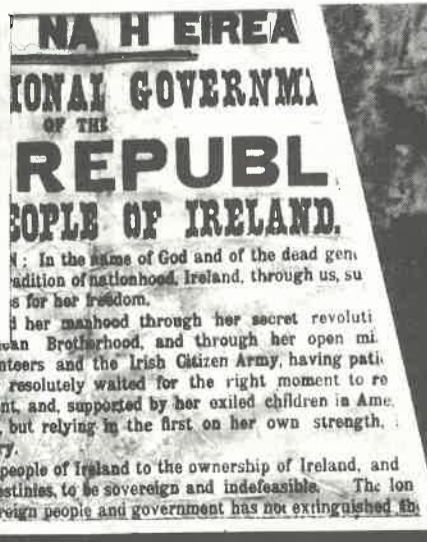 NA H EIREA
IONAL GOVERNM
OF THE
REPUBL
EOPLE OF IRELAND.
N: In the name of God and of the dead gen
adition of nationhood, Ireland, through us, su
s for her freedom.
d her manhood through her secret revoluti
can Brotherhood, and through her open mi
nteers and the Irish Citizen Army, having pati
resolutely waited for the right moment to re
nt, and, supported by her exiled children in Ame
, but relying in the first on her own strength,
ry.
people of Ireland to the ownership of Ireland, and
estinies, to be sovereign and indefeasible. The lon
reign people and government has not extinguished the